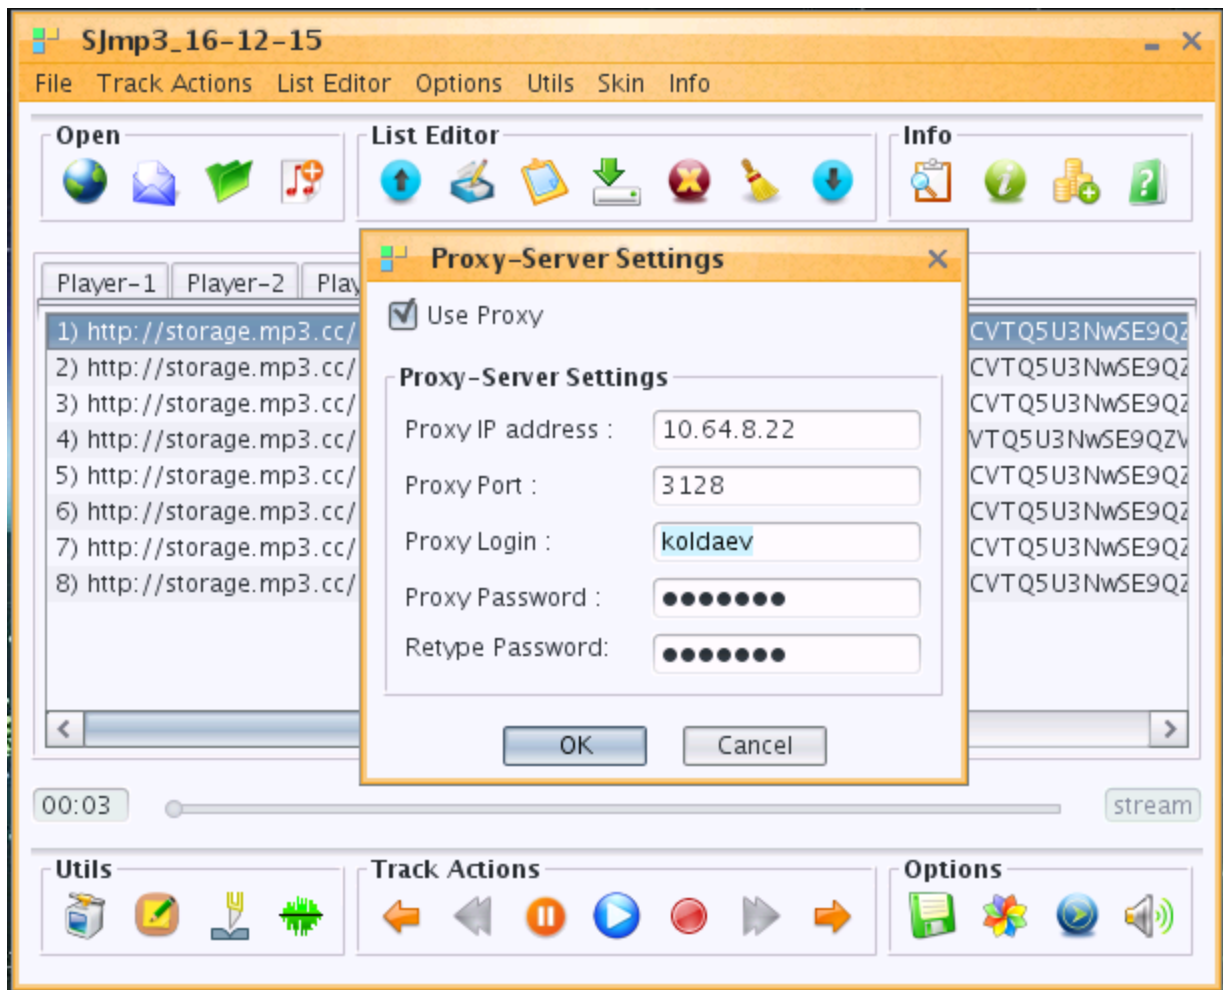 SJmp3_16-12-15
File Track Actions List Editor Options Utils Skin Info
Open List Editor Info
Player-1 Player-2 Play
1) http://storage.mp3.cc/ CVTQ5U3NwSE9QZ
2) http://storage.mp3.cc/ CVTQ5U3NwSE9QZ
3) http://storage.mp3.cc/ CVTQ5U3NwSE9QZ
4) http://storage.mp3.cc/ VTQ5U3NwSE9QZV
5) http://storage.mp3.cc/ CVTQ5U3NwSE9QZ
6) http://storage.mp3.cc/ CVTQ5U3NwSE9QZ
7) http://storage.mp3.cc/ CVTQ5U3NwSE9QZ
8) http://storage.mp3.cc/ CVTQ5U3NwSE9QZ
Proxy-Server Settings
Use Proxy
Proxy-Server Settings
Proxy IP address : 10.64.8.22
Proxy Port : 3128
Proxy Login : koldaev
Proxy Password : ●●●●●●●
Retype Password: ●●●●●●●
OK Cancel
00:03 stream
Utils Track Actions Options